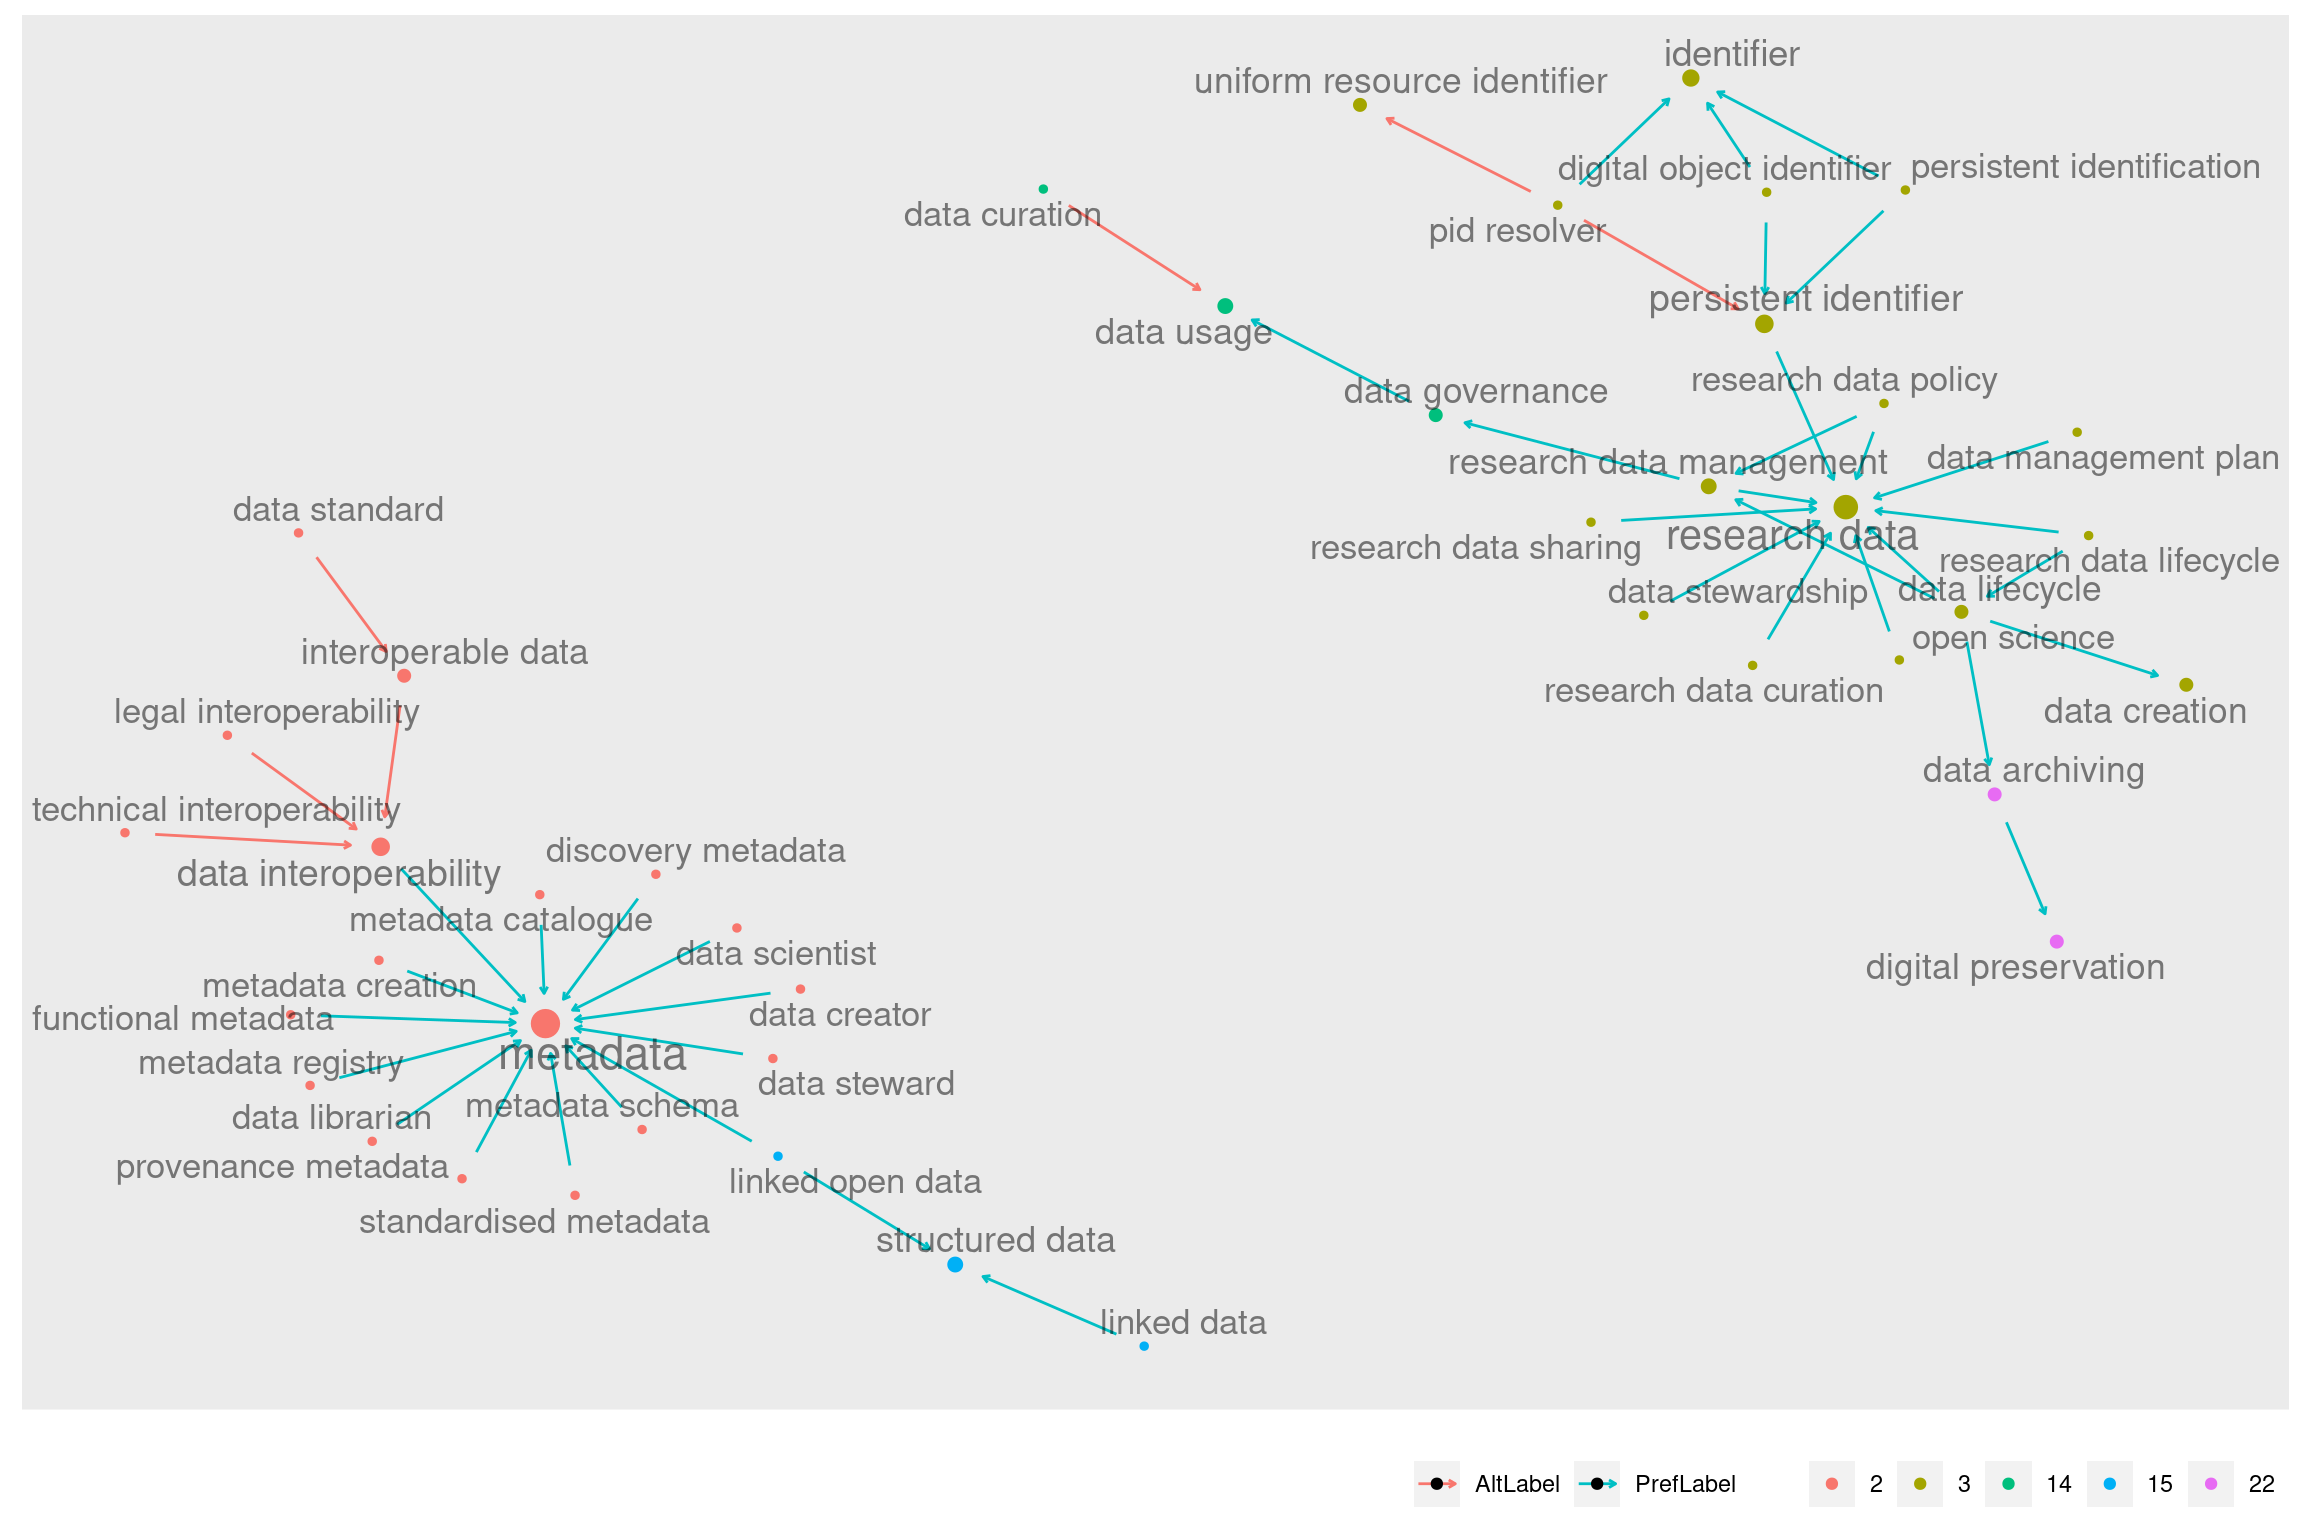 identifier
uniform resource identifier
digital object identifier
persistent identification
data curation
pid resolver
persistent identifier
data usage
research data policy
data governance
research data management
data management plan
data standard
research data
research data sharing
research data lifecycle
data stewardship
data lifecycle
open science
interoperable data
research data curation
data creation
legal interoperability
data archiving
technical interoperability
discovery metadata
data interoperability
metadata catalogue
data scientist
digital preservation
metadata creation
data creator
functional metadata
metadata
metadata registry
data steward
metadata schema
data librarian
provenance metadata
linked open data
standardised metadata
structured data
linked data
AltLabel PrefLabel 2 3 14 15 22